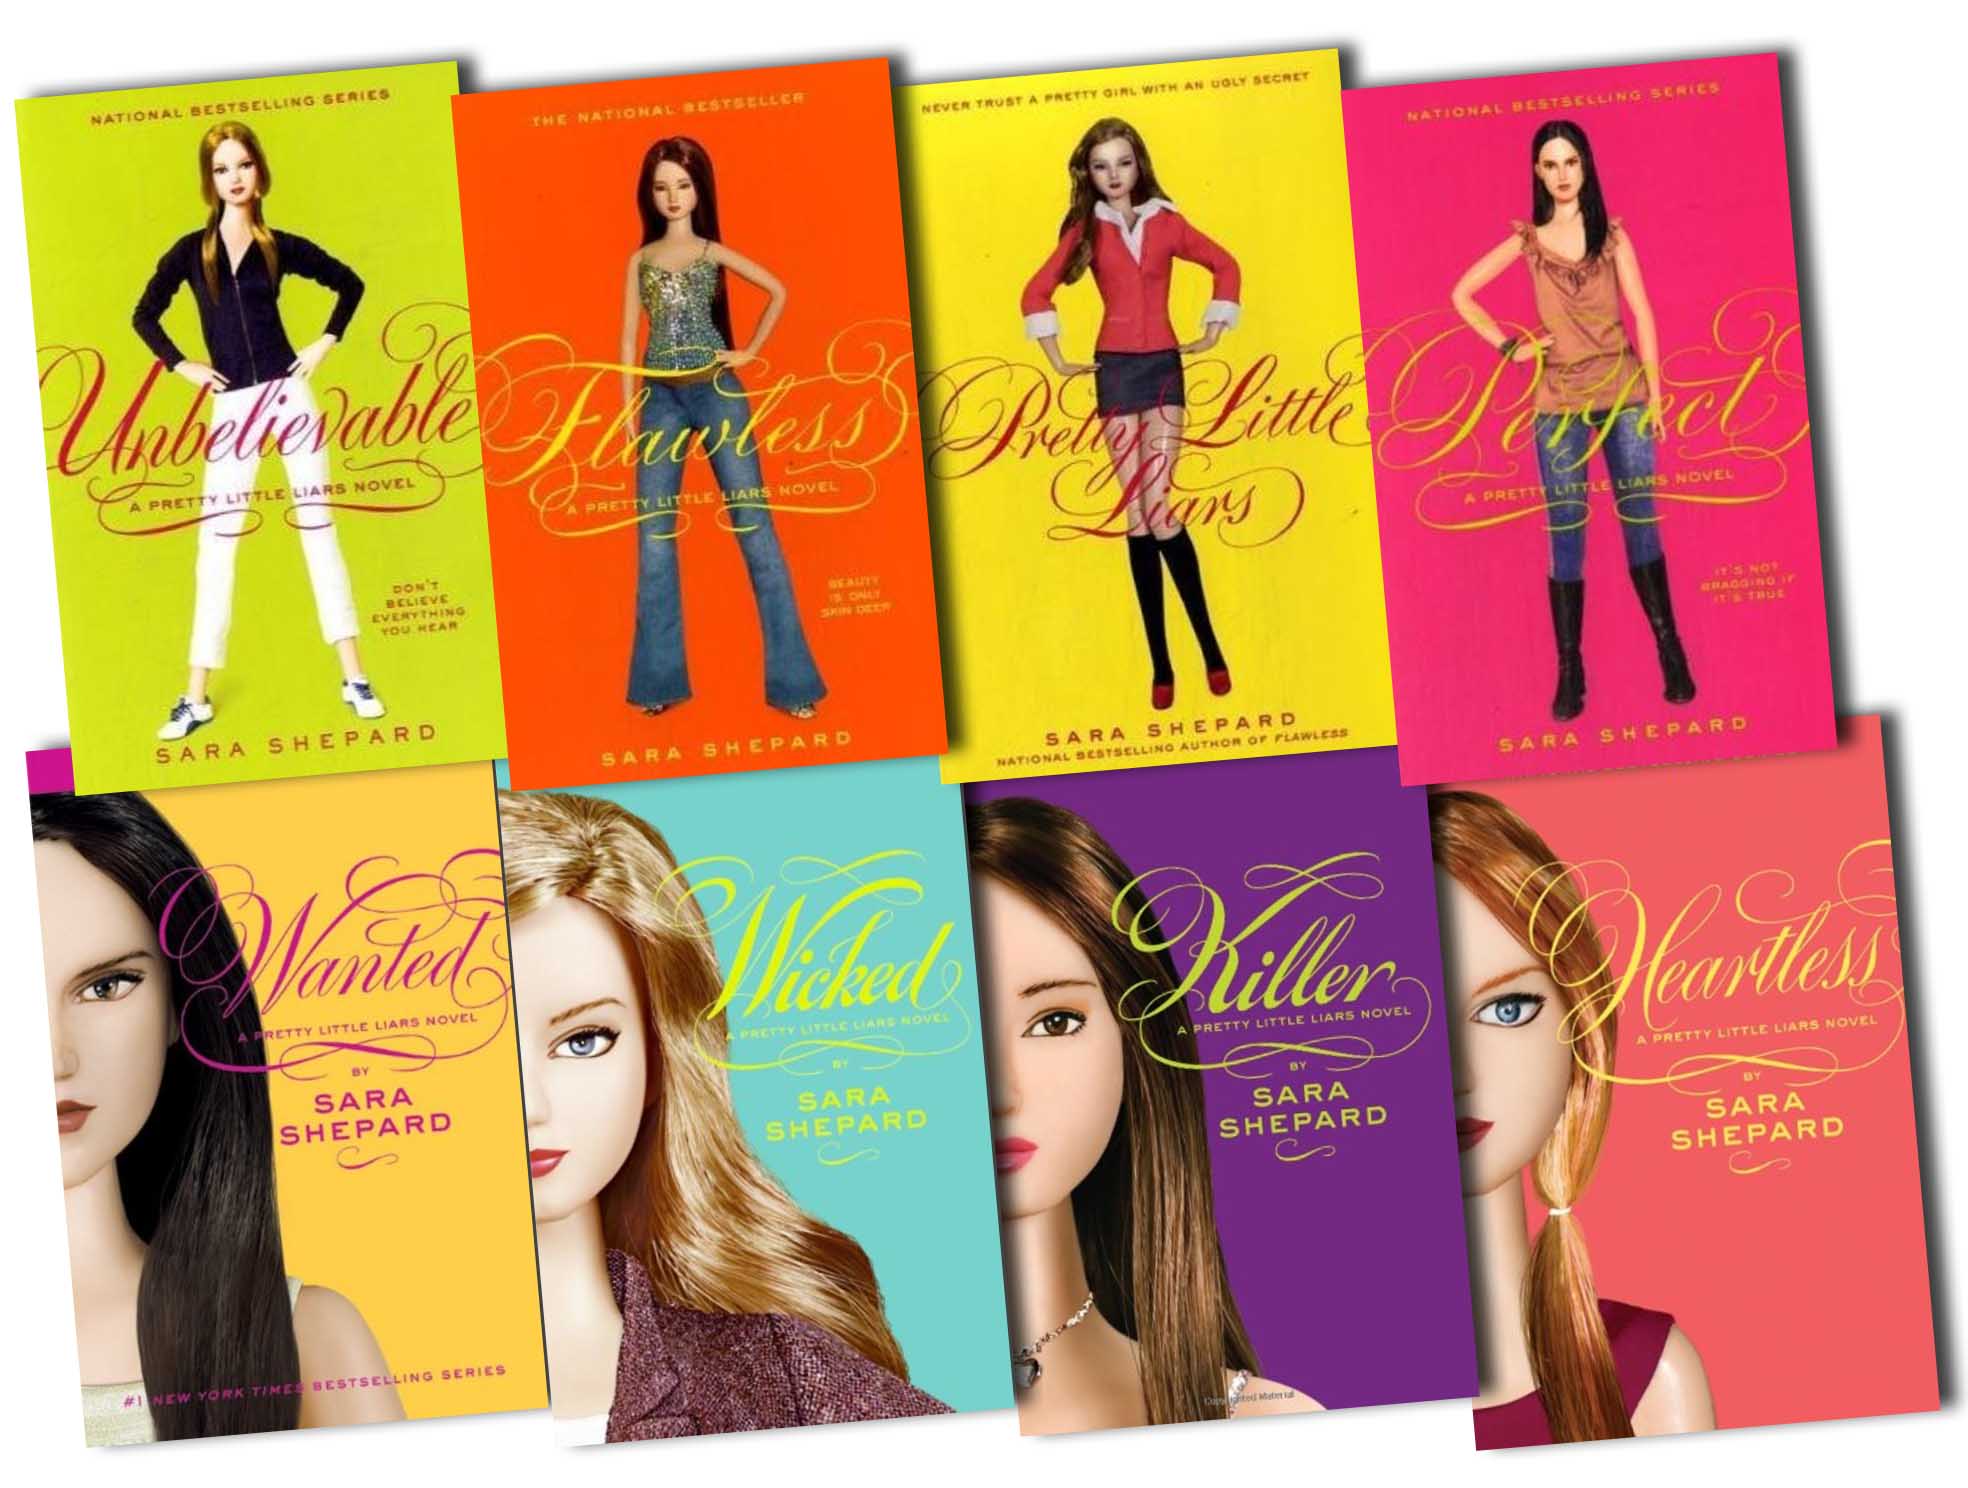 NATIONAL BESTSELLING SERIES
Unbelievable
A PRETTY LITTLE LIARS NOVEL
DON'T
BELIEVE
EVERYTHING
YOU HEAR
SARA SHEPARD
THE NATIONAL BESTSELLER
Flawless
A PRETTY LITTLE LIARS NOVEL
BEAUTY
IS ONLY
SKIN DEEP
SARA SHEPARD
NEVER TRUST A PRETTY GIRL WITH AN UGLY SECRET
Pretty Little
Liars
SARA SHEPARD
NATIONAL BESTSELLING AUTHOR OF FLAWLESS
NATIONAL BESTSELLING SERIES
Perfect
A PRETTY LITTLE LIARS NOVEL
IT'S NOT
BRAGGING IF
IT'S TRUE
SARA SHEPARD
Wanted
A PRETTY LITTLE LIARS NOVEL
BY
SARA
SHEPARD
#1 NEW YORK TIMES BESTSELLING SERIES
Wicked
A PRETTY LITTLE LIARS NOVEL
BY
SARA
SHEPARD
Killer
A PRETTY LITTLE LIARS NOVEL
BY
SARA
SHEPARD
Copyrighted Material
Heartless
A PRETTY LITTLE LIARS NOVEL
BY
SARA
SHEPARD